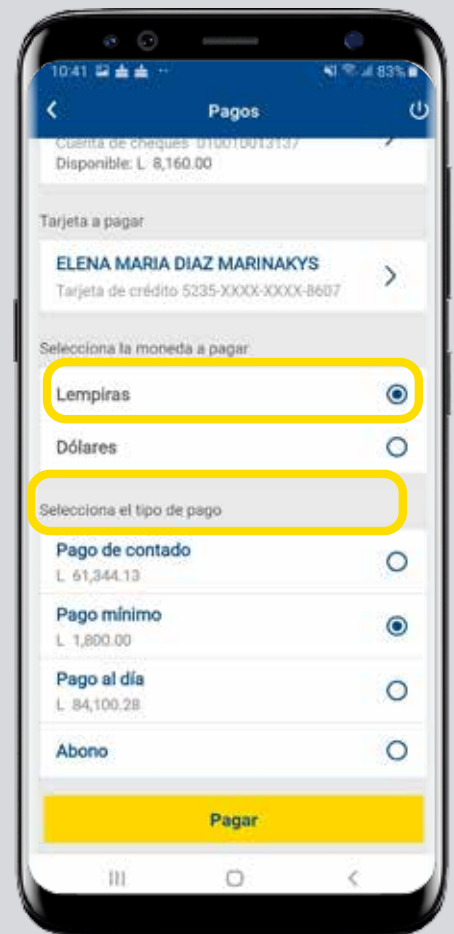 10:41 83%
Pagos
Cuenta de cheques 010010013137
Disponible: L 8,160.00
Tarjeta a pagar
ELENA MARIA DIAZ MARINAKYS
Tarjeta de crédito 5235-XXXX-XXXX-8607
Selecciona la moneda a pagar
Lempiras
Dólares
Selecciona el tipo de pago
Pago de contado
L 61,344.13
Pago mínimo
L 1,800.00
Pago al día
L 84,100.28
Abono
Pagar